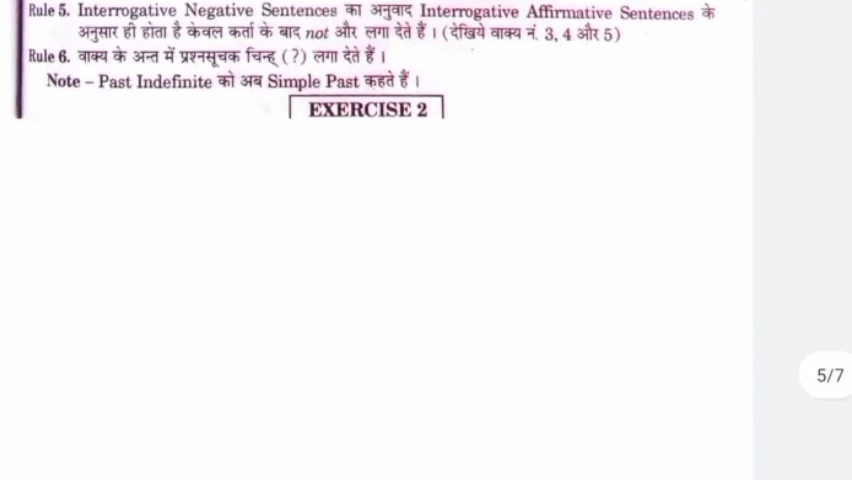 Rule 5. Interrogative Negative Sentences का अनुवाद Interrogative Affirmative Sentences के
अनुसार ही होता है केवल कर्ता के बाद not और लगा देते हैं । (देखिये वाक्य नं. 3, 4 और 5)
Rule 6. वाक्य के अन्त में प्रश्नसूचक चिन्ह (?) लगा देते हैं ।
Note – Past Indefinite को अब Simple Past कहते हैं ।
EXERCISE 2
5/7